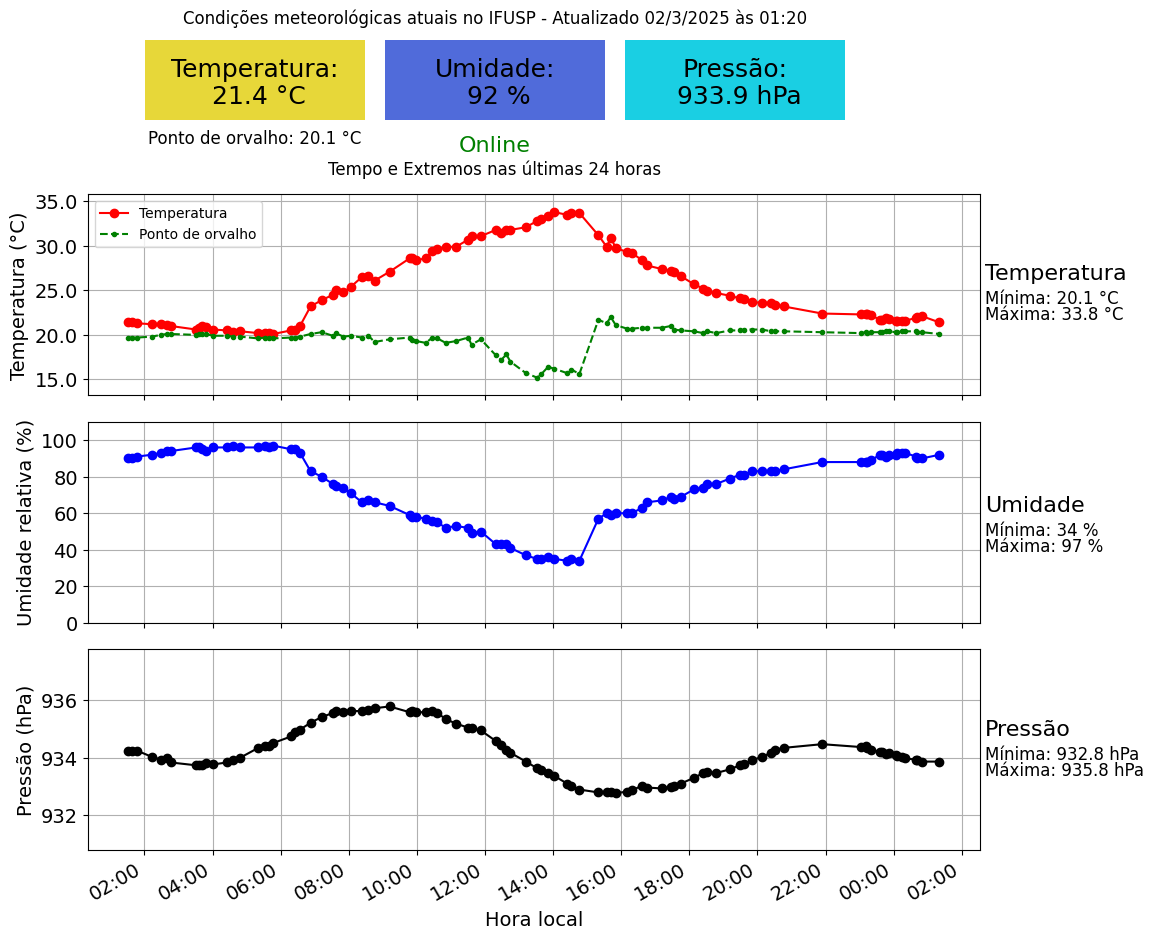 Condições meteorológicas atuais no IFUSP - Atualizado 02/3/2025 às 01:20
Temperatura:
21.4 °C
Umidade:
92 %
Pressão:
933.9 hPa
Ponto de orvalho: 20.1 °C
Online
Tempo e Extremos nas últimas 24 horas
Temperatura (°C)
35.0
30.0
25.0
20.0
15.0
Temperatura
Ponto de orvalho
Temperatura
Mínima: 20.1 °C
Máxima: 33.8 °C
Umidade relativa (%)
100
80
60
40
20
0
Umidade
Mínima: 34 %
Máxima: 97 %
Pressão (hPa)
936
934
932
Pressão
Mínima: 932.8 hPa
Máxima: 935.8 hPa
02:00 04:00 06:00 08:00 10:00 12:00 14:00 16:00 18:00 20:00 22:00 00:00 02:00
Hora local